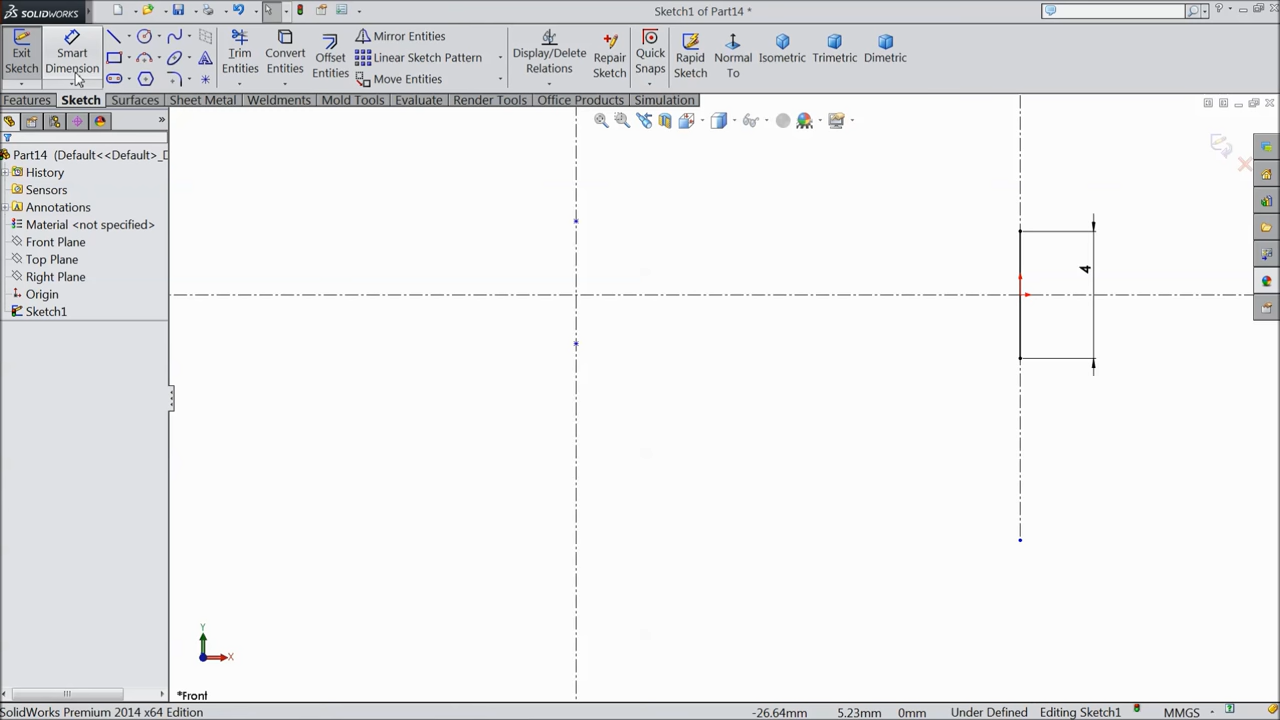 SOLIDWORKS
Sketch1 of Part14 *
Exit Sketch
Smart Dimension
Trim Entities
Convert Entities
Offset Entities
Mirror Entities
Linear Sketch Pattern
Move Entities
Display/Delete Relations
Repair Sketch
Quick Snaps
Rapid Sketch
Normal To
Isometric
Trimetric
Dimetric
Features
Sketch
Surfaces
Sheet Metal
Weldments
Mold Tools
Evaluate
Render Tools
Office Products
Simulation
Part14 (Default<<Default>_D
History
Sensors
Annotations
Material <not specified>
Front Plane
Top Plane
Right Plane
Origin
Sketch1
4
Y
X
*Front
SolidWorks Premium 2014 x64 Edition
-26.64mm
5.23mm
0mm
Under Defined
Editing Sketch1
MMGS